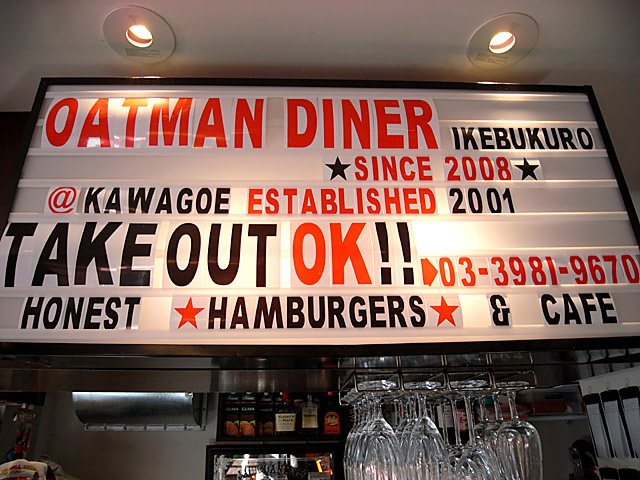 OATMAN DINER IKEBUKURO
★SINCE 2008★
@ KAWAGOE ESTABLISHED 2001
TAKE OUT OK!! 03-3981-9670
HONEST ★HAMBURGERS★ & CAFE